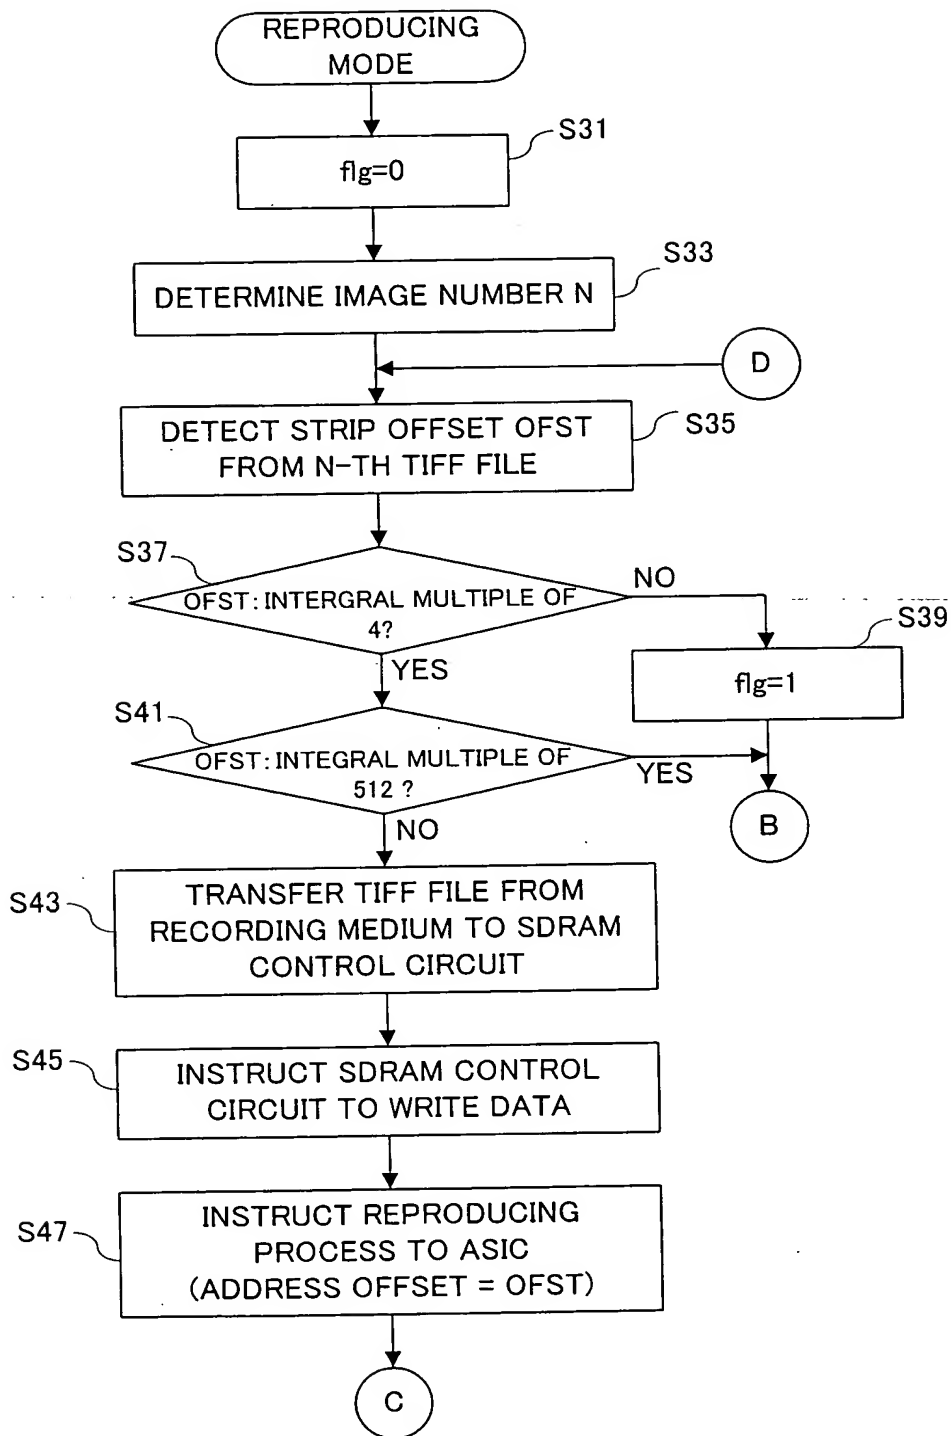 REPRODUCING
MODE
S31
flg=0
S33
DETERMINE IMAGE NUMBER N
D
S35
DETECT STRIP OFFSET OFST
FROM N-TH TIFF FILE
S37
OFST: INTERGRAL MULTIPLE OF
4?
NO
YES
S39
flg=1
S41
OFST: INTEGRAL MULTIPLE OF
512 ?
YES
NO
B
S43
TRANSFER TIFF FILE FROM
RECORDING MEDIUM TO SDRAM
CONTROL CIRCUIT
S45
INSTRUCT SDRAM CONTROL
CIRCUIT TO WRITE DATA
S47
INSTRUCT REPRODUCING
PROCESS TO ASIC
(ADDRESS OFFSET = OFST)
C